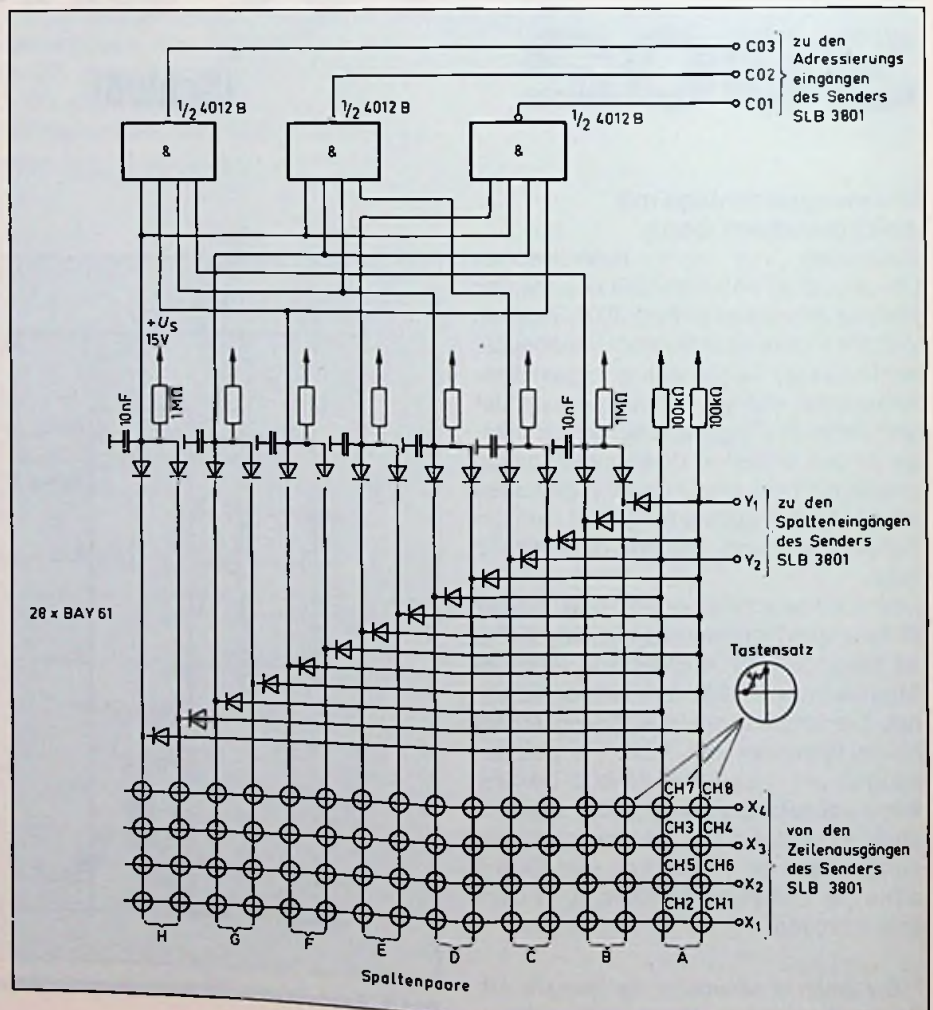 C03 zu den
C02 Adressierungs
eingängen
C01 des Senders
SLB 3801
1/2 4012 B
1/2 4012 B
1/2 4012 B
&
&
&
+U_S
15V
10nF
1MΩ
10nF
1MΩ
100kΩ
100kΩ
Y1 zu den
Spalteneingängen
des Senders
Y2 SLB 3801
28 x BAY 61
Tastensatz
CH7 CH8
X4
CH3 CH4
X3 von den
Zeilenausgängen
CH5 CH6
X2 des Senders
SLB 3801
CH2 CH1
X1
H G F E D C B A
Spaltenpaare